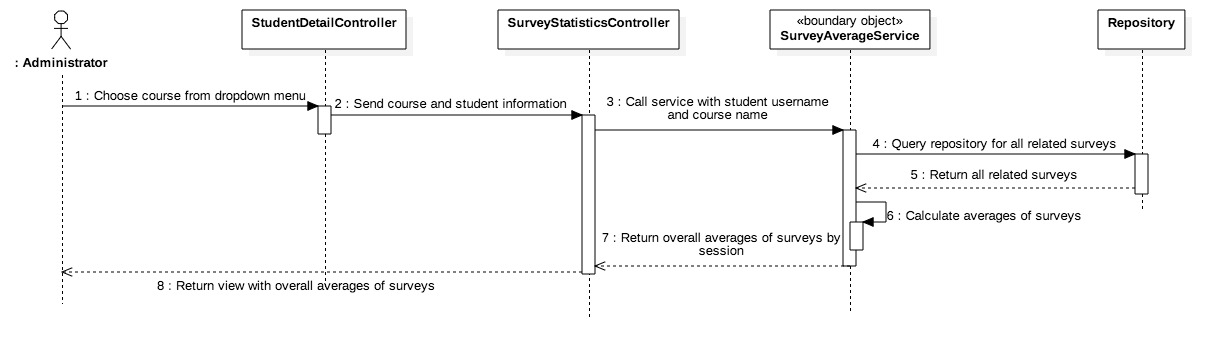 StudentDetailController
SurveyStatisticsController
«boundary object»
SurveyAverageService
Repository
: Administrator
1 : Choose course from dropdown menu
2 : Send course and student information
3 : Call service with student username
and course name
4 : Query repository for all related surveys
5 : Return all related surveys
6 : Calculate averages of surveys
7 : Return overall averages of surveys by
session
8 : Return view with overall averages of surveys